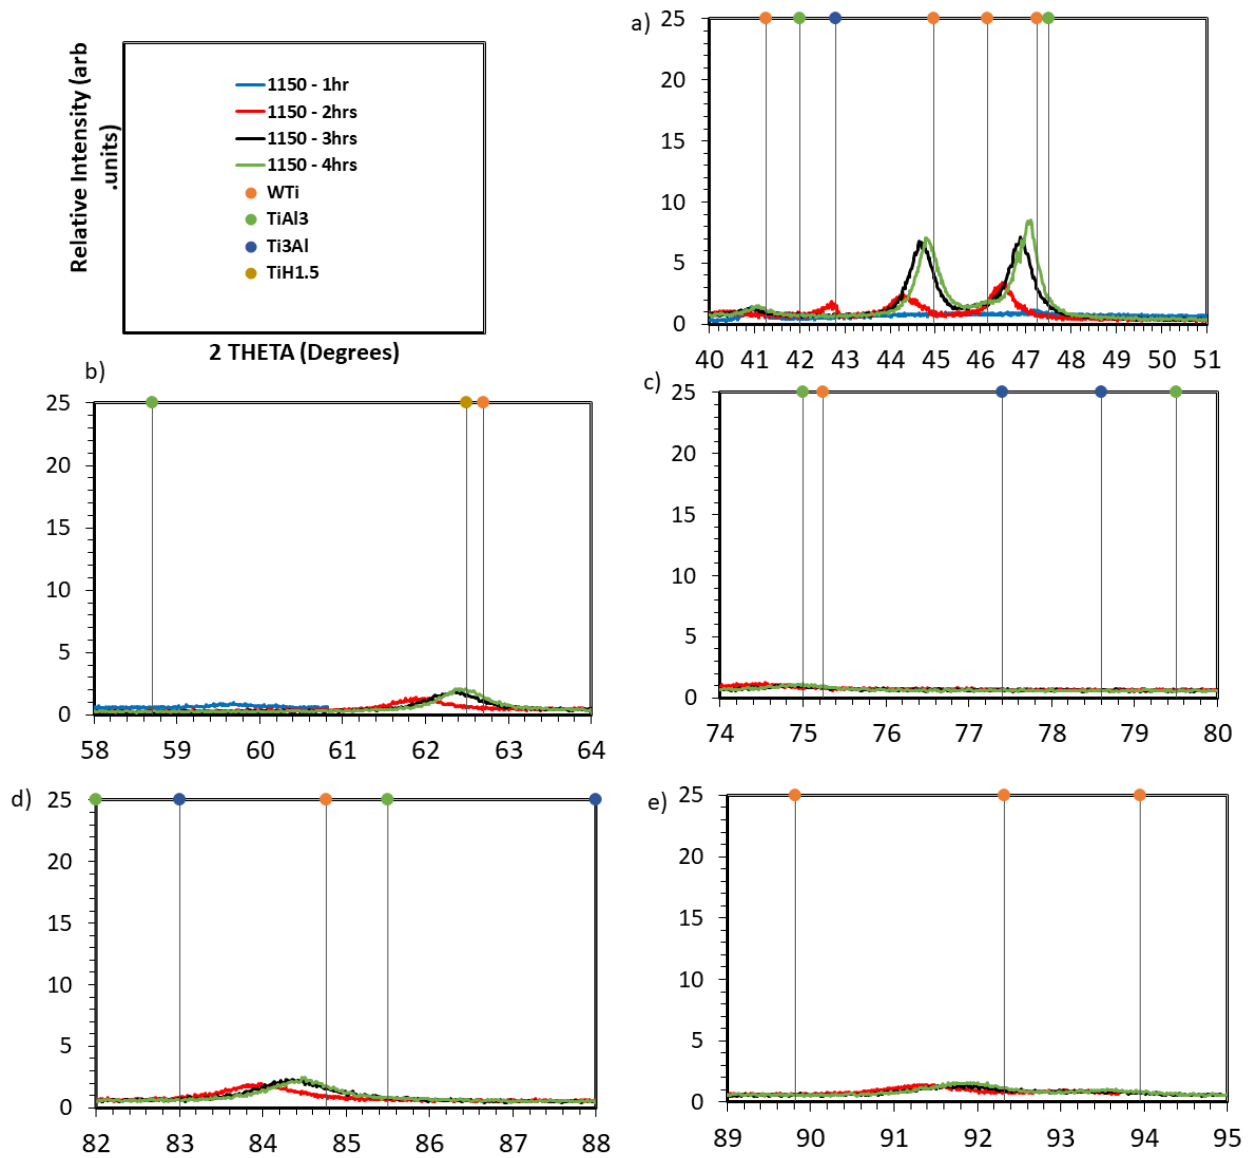 a)
25
20
15
10
5
0
40 41 42 43 44 45 46 47 48 49 50 51
Relative Intensity (arb
.units)
1150 - 1hr
1150 - 2hrs
1150 - 3hrs
1150 - 4hrs
WTi
TiAl3
Ti3Al
TiH1.5
2 THETA (Degrees)
b)
25
20
15
10
5
0
58 59 60 61 62 63 64
c)
25
20
15
10
5
0
74 75 76 77 78 79 80
d)
25
20
15
10
5
0
82 83 84 85 86 87 88
e)
25
20
15
10
5
0
89 90 91 92 93 94 95